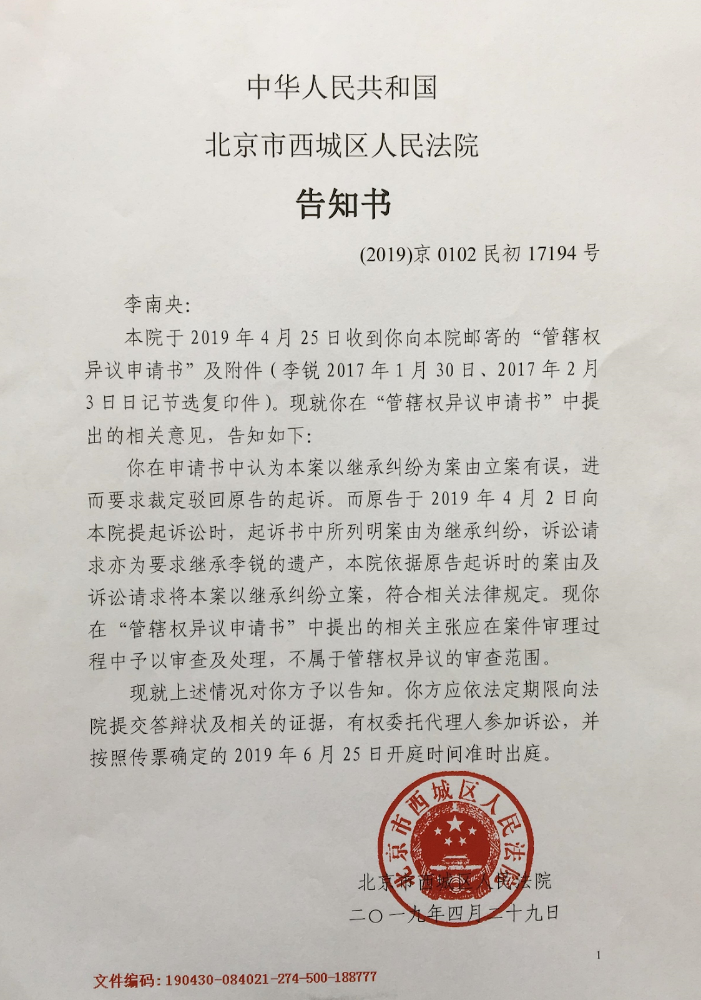 中华人民共和国
北京市西城区人民法院
告知书
(2019)京 0102 民初 17194 号
李南央：
本院于 2019 年 4 月 25 日收到你向本院邮寄的“管辖权
异议申请书”及附件（李锐 2017 年 1 月 30 日、2017 年 2 月
3 日日记节选复印件）。现就你在“管辖权异议申请书”中提
出的相关意见，告知如下：
你在申请书中认为本案以继承纠纷为案由立案有误，进
而要求裁定驳回原告的起诉。而原告于 2019 年 4 月 2 日向
本院提起诉讼时，起诉书中所列明案由为继承纠纷，诉讼请
求亦为要求继承李锐的遗产，本院依据原告起诉时的案由及
诉讼请求将本案以继承纠纷立案，符合相关法律规定。现你
在“管辖权异议申请书”中提出的相关主张应在案件审理过
程中予以审查及处理，不属于管辖权异议的审查范围。
现就上述情况对你方予以告知。你方应依法定期限向法
院提交答辩状及相关的证据，有权委托代理人参加诉讼，并
按照传票确定的 2019 年 6 月 25 日开庭时间准时出庭。
北京市西城区人民法院
北京市西城区人民法院
二〇一九年四月二十九日
1
文件编码：190430-084021-274-500-188777